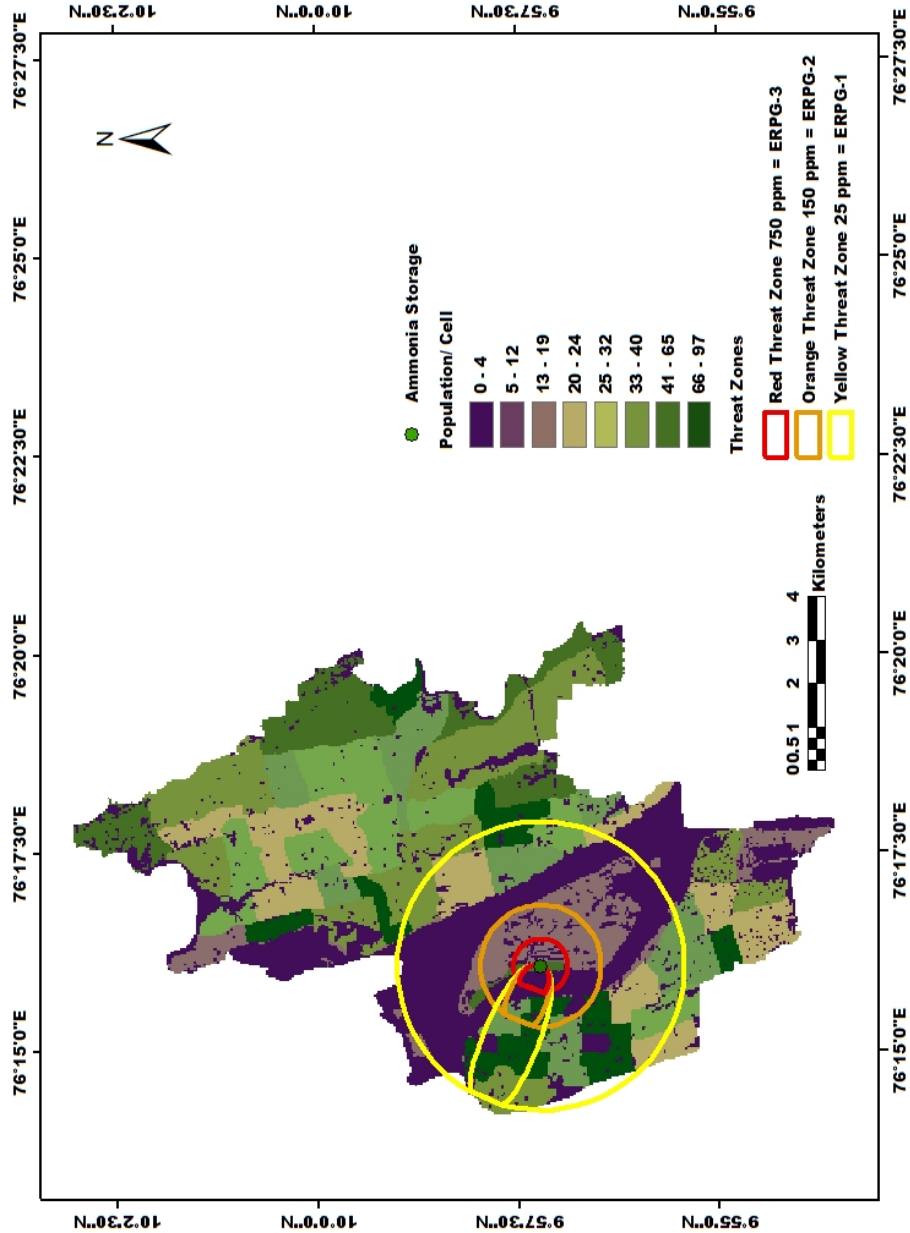 76°15'0"E 76°17'30"E 76°20'0"E 76°22'30"E 76°25'0"E 76°27'30"E
10°2'30"N
10°2'30"N
N
10°0'0"N
10°0'0"N
Ammonia Storage
Population/ Cell
0 - 4
5 - 12
9°57'30"N
9°57'30"N
13 - 19
20 - 24
25 - 32
33 - 40
41 - 65
66 - 97
9°55'0"N
9°55'0"N
Threat Zones
Red Threat Zone 750 ppm = ERPG-3
Orange Threat Zone 150 ppm = ERPG-2
Yellow Threat Zone 25 ppm = ERPG-1
0 0.5 1 2 3 4
Kilometers
76°15'0"E 76°17'30"E 76°20'0"E 76°22'30"E 76°25'0"E 76°27'30"E